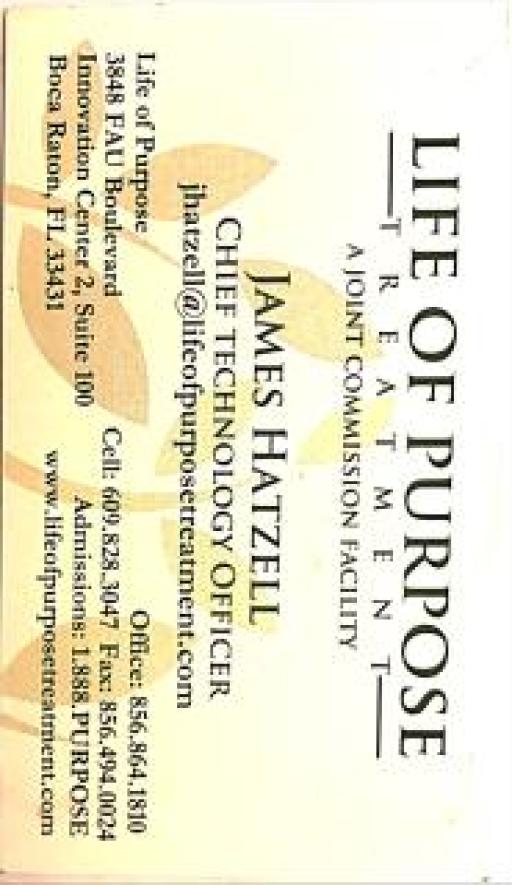 LIFE OF PURPOSE
TREATMENT
A JOINT COMMISSION FACILITY
JAMES HATZELL
CHIEF TECHNOLOGY OFFICER
jhatzell@lifeofpurposetreatment.com
Life of Purpose
3848 FAU Boulevard
Innovation Center 2, Suite 100
Boca Raton, FL 33431
Office: 856.864.1810
Cell: 609.828.3047 Fax: 856.494.0024
Admissions: 1.888.PURPOSE
www.lifeofpurposetreatment.com